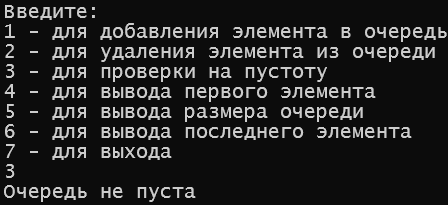 Введите:
1 - для добавления элемента в очередь
2 - для удаления элемента из очереди
3 - для проверки на пустоту
4 - для вывода первого элемента
5 - для вывода размера очереди
6 - для вывода последнего элемента
7 - для выхода
3
Очередь не пуста